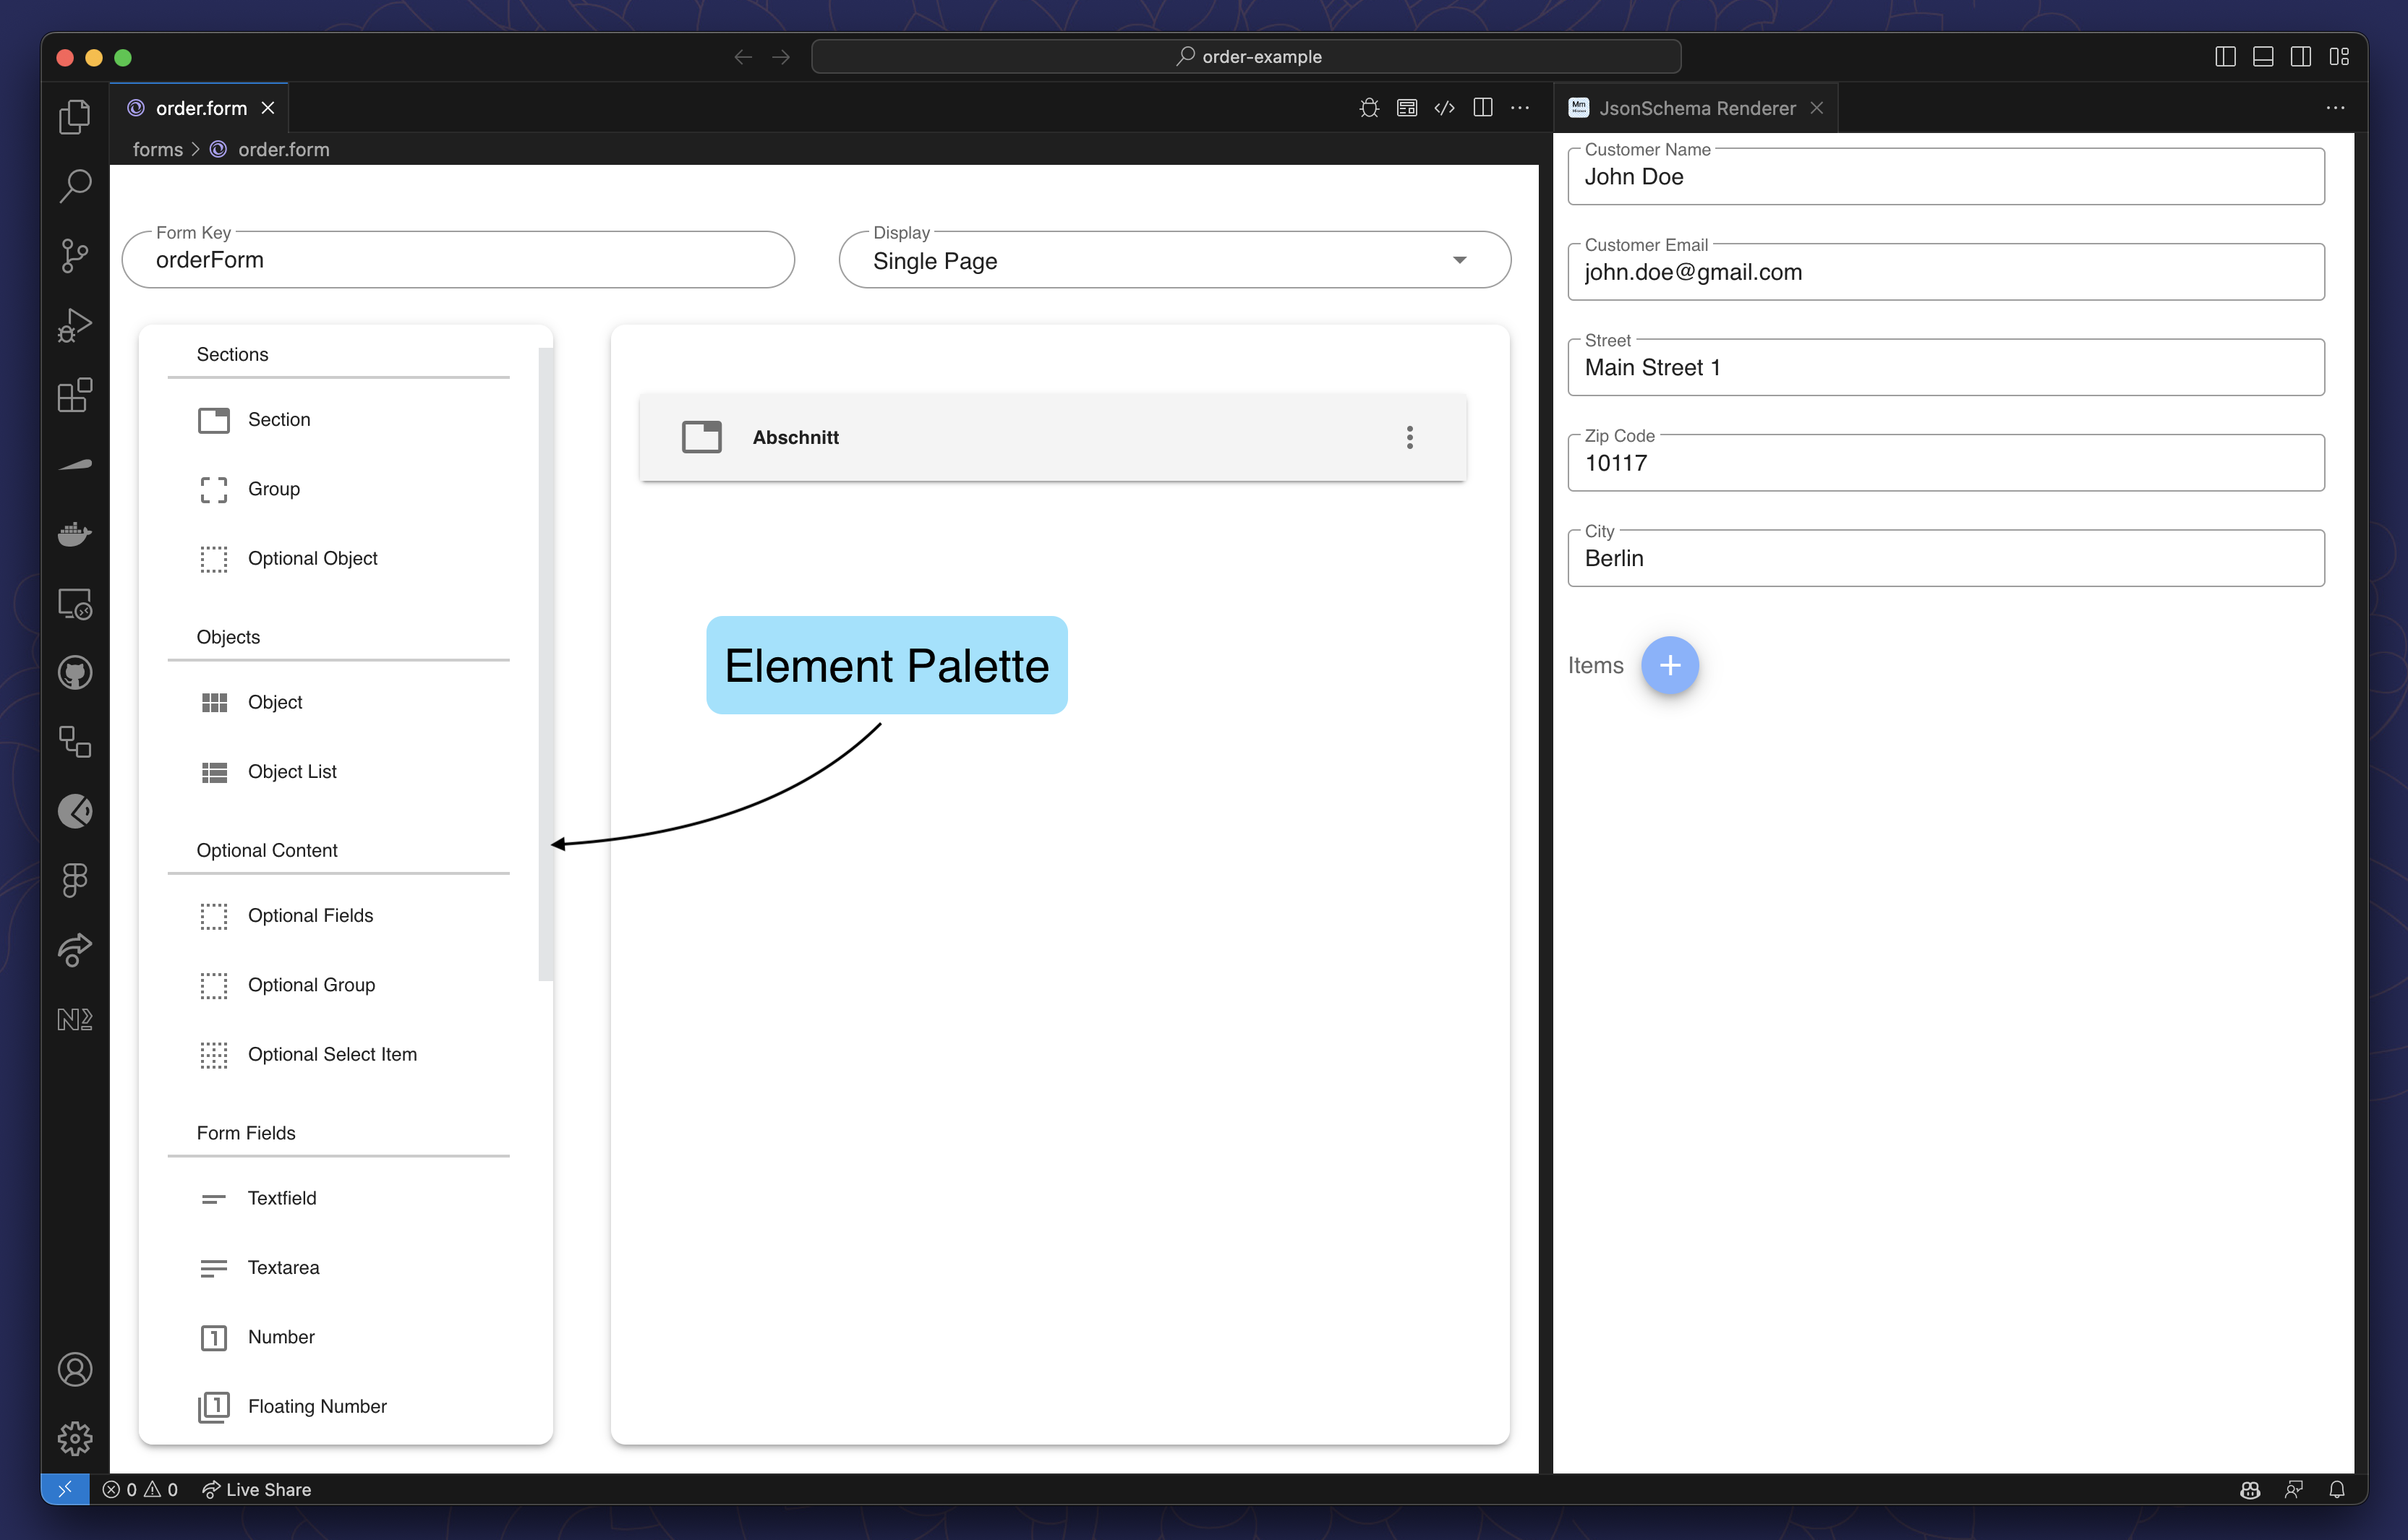 order-example
order.form
JsonSchema Renderer
forms > order.form
Form Key
orderForm
Display
Single Page
Sections
Section
Group
Optional Object
Objects
Object
Object List
Optional Content
Optional Fields
Optional Group
Optional Select Item
Form Fields
Textfield
Textarea
1 Number
1 Floating Number
Abschnitt
Element Palette
Customer Name
John Doe
Customer Email
john.doe@gmail.com
Street
Main Street 1
Zip Code
10117
City
Berlin
Items +
0 0 Live Share